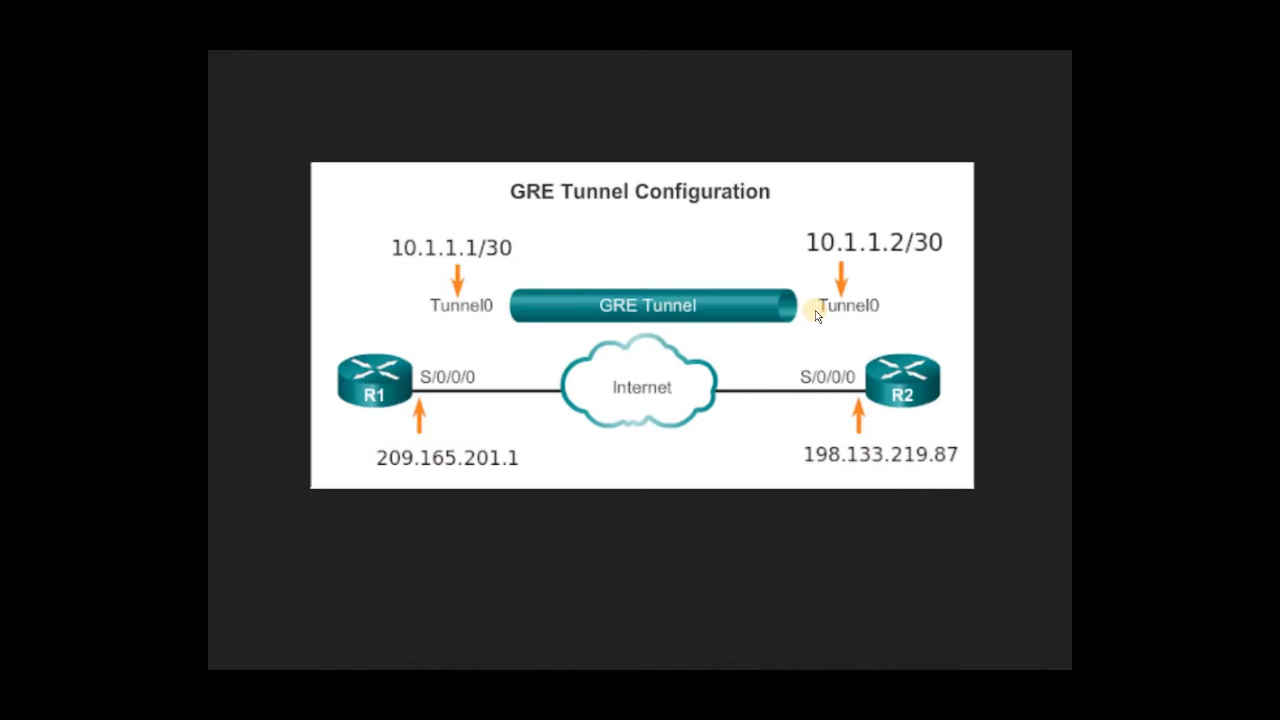 GRE Tunnel Configuration
10.1.1.1/30
10.1.1.2/30
Tunnel0
GRE Tunnel
Tunnel0
S/0/0/0
Internet
S/0/0/0
R1
R2
209.165.201.1
198.133.219.87